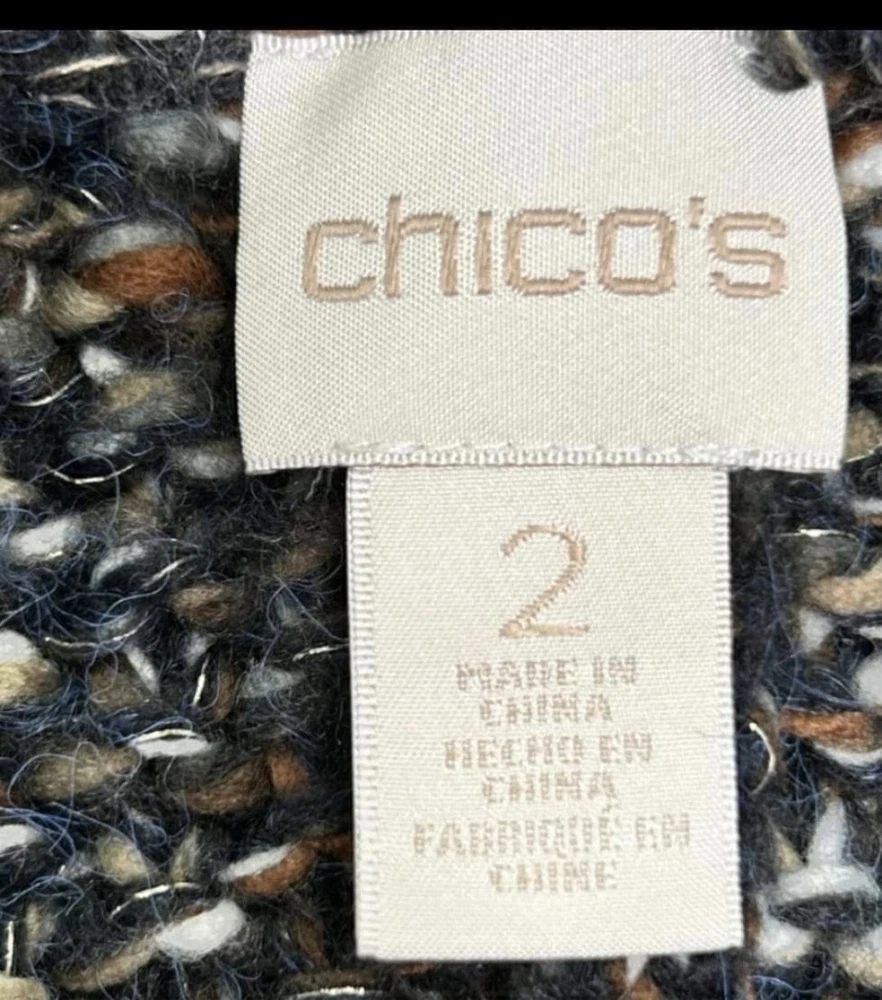 chico's
2
MADE IN
CHINA
HECHO EN
CHINA
FABRIQUÉ EN
CHINE